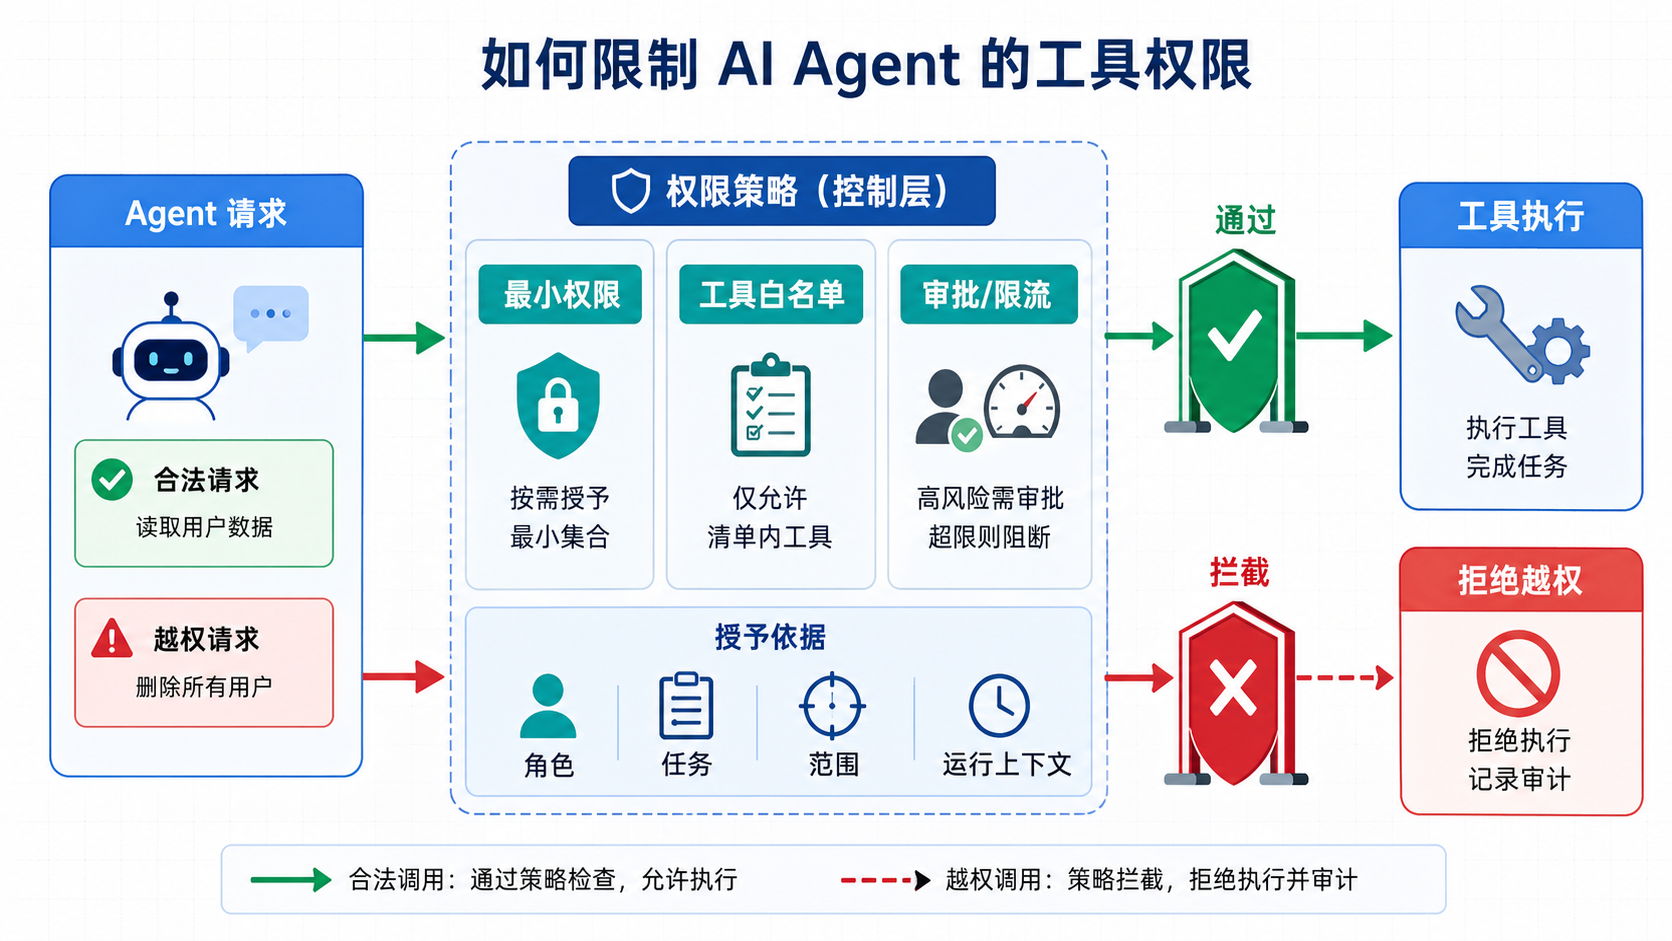 如何限制 AI Agent 的工具权限
Agent 请求
合法请求
读取用户数据
越权请求
删除所有用户
权限策略（控制层）
最小权限
按需授予
最小集合
工具白名单
仅允许
清单内工具
审批/限流
高风险需审批
超限则阻断
授予依据
角色
任务
范围
运行上下文
通过
拦截
工具执行
执行工具
完成任务
拒绝越权
拒绝执行
记录审计
合法调用：通过策略检查，允许执行
越权调用：策略拦截，拒绝执行并审计